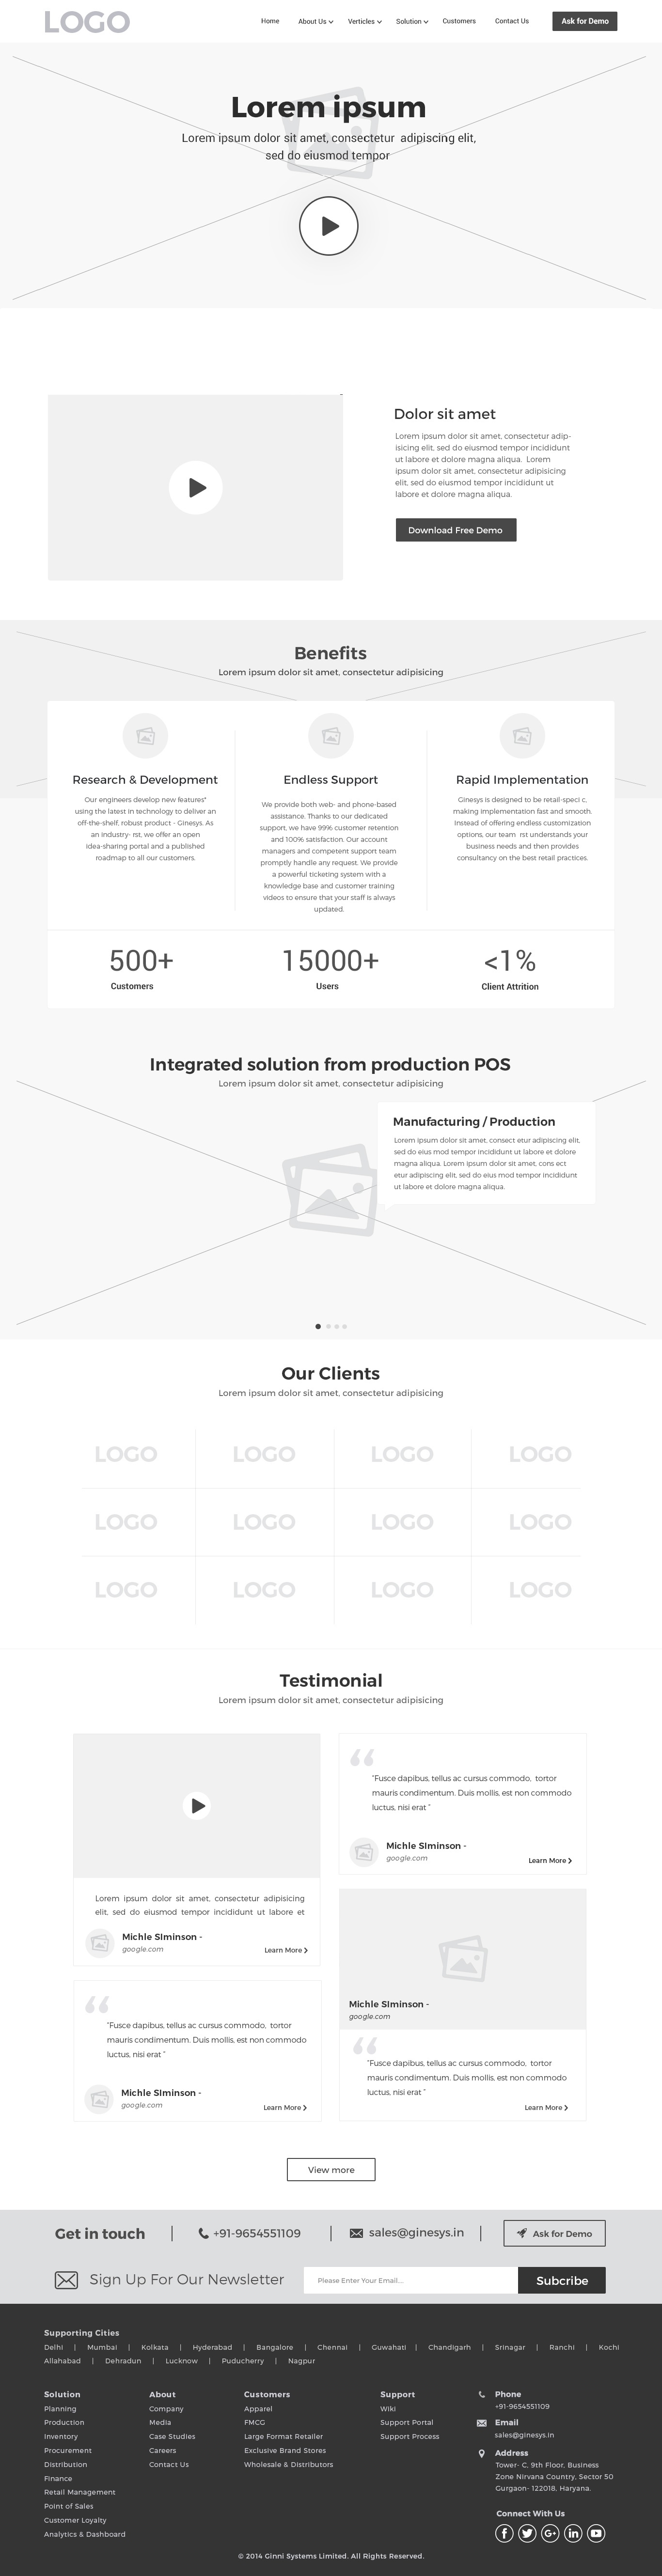 LOGO
Home About Us Verticles Solution Customers Contact Us Ask for Demo
Lorem ipsum
Lorem ipsum dolor sit amet, consectetur adipiscing elit,
sed do eiusmod tempor
Dolor sit amet
Lorem ipsum dolor sit amet, consectetur adip-
isicing elit, sed do eiusmod tempor incididunt
ut labore et dolore magna aliqua. Lorem
ipsum dolor sit amet, consectetur adipisicing
elit, sed do eiusmod tempor incididunt ut
labore et dolore magna aliqua.
Download Free Demo
Benefits
Lorem ipsum dolor sit amet, consectetur adipisicing
Research & Development
Our engineers develop new features"
using the latest in technology to deliver an
off-the-shelf, robust product - Ginesys. As
an industry- rst, we offer an open
idea-sharing portal and a published
roadmap to all our customers.
Endless Support
We provide both web- and phone-based
assistance. Thanks to our dedicated
support, we have 99% customer retention
and 100% satisfaction. Our account
managers and competent support team
promptly handle any request. We provide
a powerful ticketing system with a
knowledge base and customer training
videos to ensure that your staff is always
updated.
Rapid Implementation
Ginesys is designed to be retail-speci c,
making implementation fast and smooth.
Instead of offering endless customization
options, our team rst understands your
business needs and then provides
consultancy on the best retail practices.
500+
Customers
15000+
Users
<1%
Client Attrition
Integrated solution from production POS
Lorem ipsum dolor sit amet, consectetur adipisicing
Manufacturing / Production
Lorem ipsum dolor sit amet, consect etur adipiscing elit,
sed do eius mod tempor incididunt ut labore et dolore
magna aliqua. Lorem ipsum dolor sit amet, cons ect
etur adipiscing elit, sed do eius mod tempor incididunt
ut labore et dolore magna aliqua.
Our Clients
Lorem ipsum dolor sit amet, consectetur adipisicing
LOGO LOGO LOGO LOGO
LOGO LOGO LOGO LOGO
LOGO LOGO LOGO LOGO
Testimonial
Lorem ipsum dolor sit amet, consectetur adipisicing
Lorem ipsum dolor sit amet, consectetur adipisicing
sed do eiusmod tempor incididunt ut labore et
Michle SIminson -
google.com
Learn More
“
“Fusce dapibus, tellus ac cursus commodo, tortor
mauris condimentum. Duis mollis, est non commodo
luctus, nisi erat ”
Michle SIminson -
google.com
Learn More
“
“Fusce dapibus, tellus ac cursus commodo, tortor
mauris condimentum. Duis mollis, est non commodo
luctus, nisi erat ”
Michle SIminson -
google.com
Learn More
Michle SIminson -
google.com
“
“Fusce dapibus, tellus ac cursus commodo, tortor
mauris condimentum. Duis mollis, est non commodo
luctus, nisi erat ”
Learn More
View more
Get in touch | +91-9654551109 | sales@ginesys.in | Ask for Demo
Sign Up For Our Newsletter Please Enter Your Email.... Subcribe
Supporting Cities
Delhi | Mumbai | Kolkata | Hyderabad | Bangalore | Chennai | Guwahati | Chandigarh | Srinagar | Ranchi | Kochi
Allahabad | Dehradun | Lucknow | Puducherry | Nagpur
Solution
Planning
Production
Inventory
Procurement
Distribution
Finance
Retail Management
Point of Sales
Customer Loyalty
Analytics & Dashboard
About
Company
Media
Case Studies
Careers
Contact Us
Customers
Apparel
FMCG
Large Format Retailer
Exclusive Brand Stores
Wholesale & Distributors
Support
Wiki
Support Portal
Support Process
Phone
+91-9654551109
Email
sales@ginesys.in
Address
Tower- C, 9th Floor, Business
Zone Nirvana Country, Sector 50
Gurgaon- 122018, Haryana.
Connect With Us
© 2014 Ginni Systems Limited. All Rights Reserved.